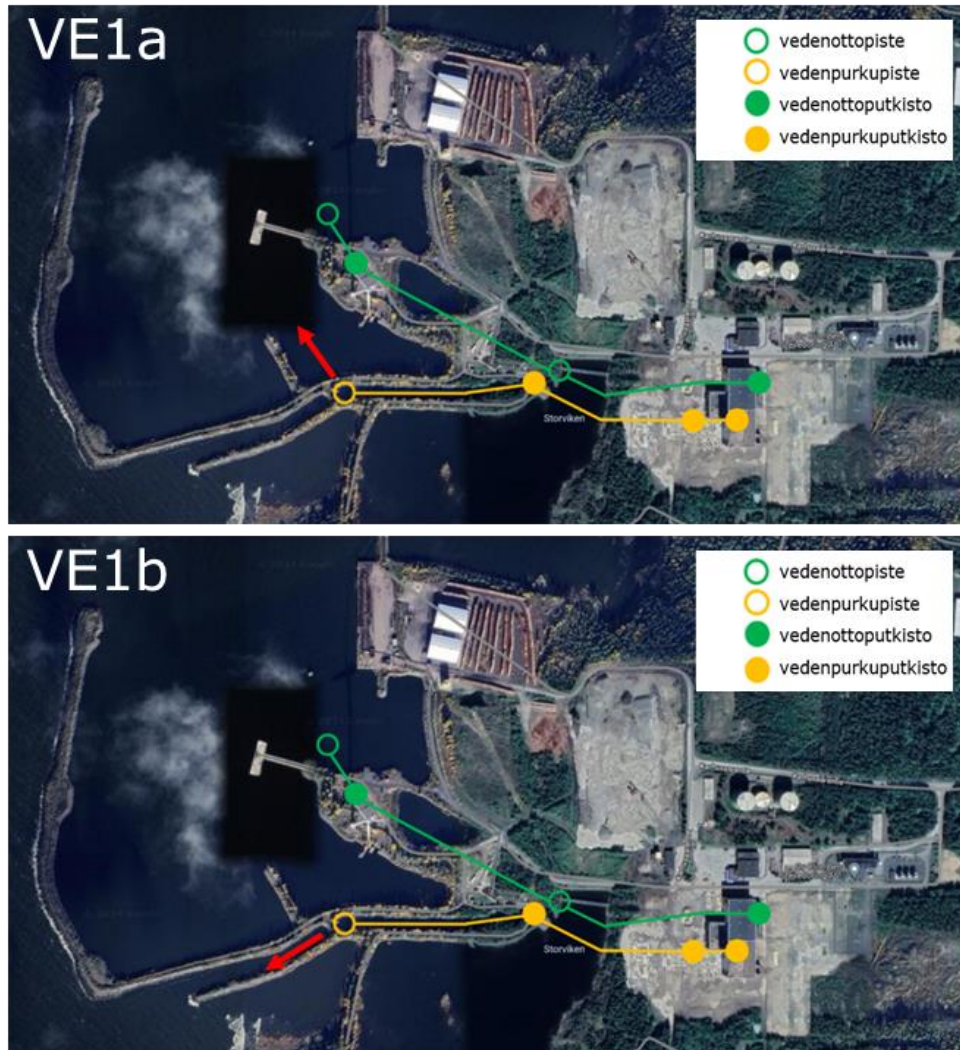 VE1a
vedenottopiste
vedenpurkupiste
vedenottoputkisto
vedenpurkuputkisto
Storviken
VE1b
vedenottopiste
vedenpurkupiste
vedenottoputkisto
vedenpurkuputkisto
Storviken